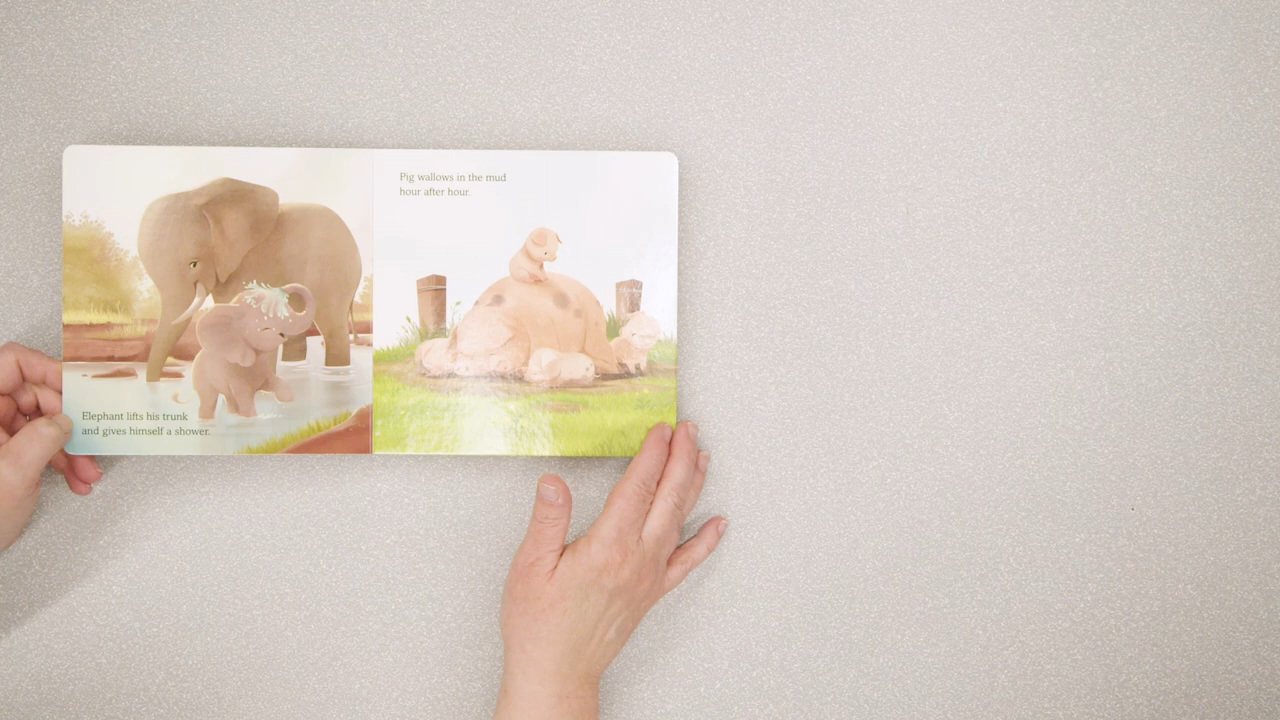 Elephant lifts his trunk
and gives himself a shower.
Pig wallows in the mud
hour after hour.